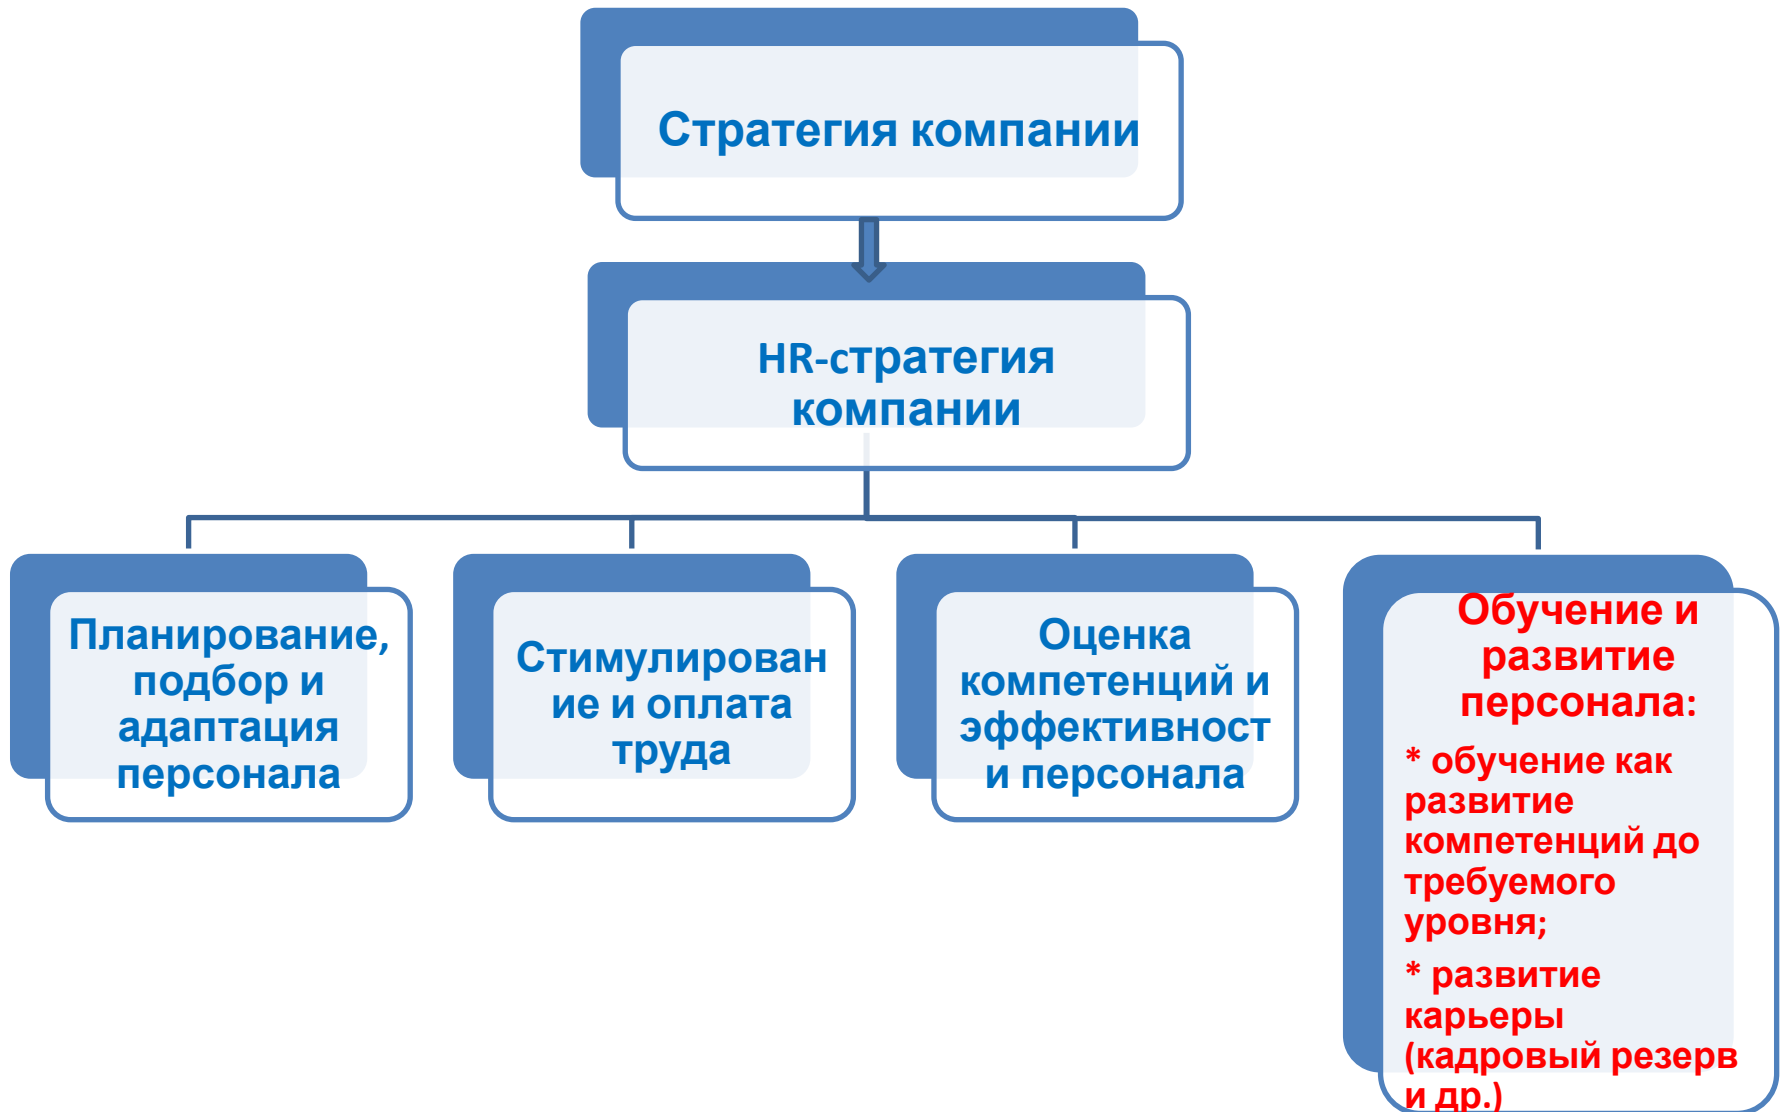 Стратегия компании
HR-стратегия
компании
Планирование,
подбор и
адаптация
персонала
Стимулирован
ие и оплата
труда
Оценка
компетенций и
эффективност
и персонала
Обучение и
развитие
персонала:
* обучение как
развитие
компетенций до
требуемого
уровня;
* развитие
карьеры
(кадровый резерв
и др.)